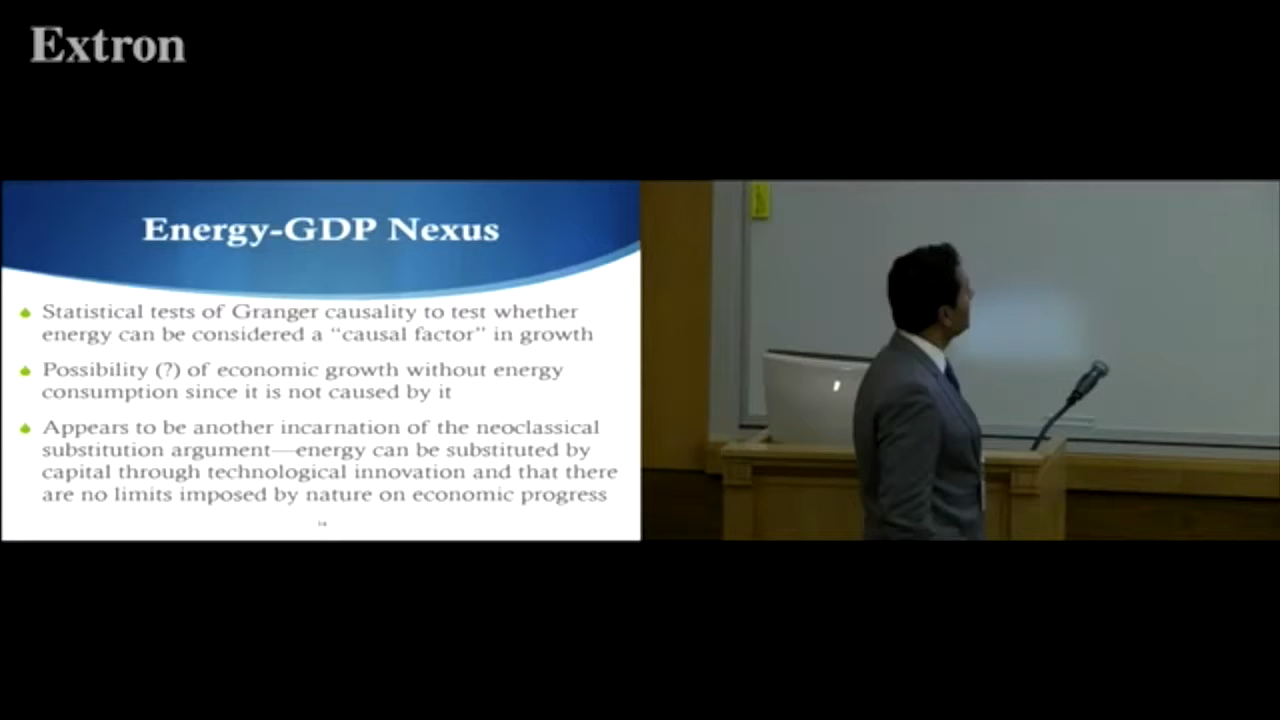 Extron
Energy-GDP Nexus
Statistical tests of Granger causality to test whether
energy can be considered a “causal factor” in growth
Possibility (?) of economic growth without energy
consumption since it is not caused by it
Appears to be another incarnation of the neoclassical
substitution argument—energy can be substituted by
capital through technological innovation and that there
are no limits imposed by nature on economic progress